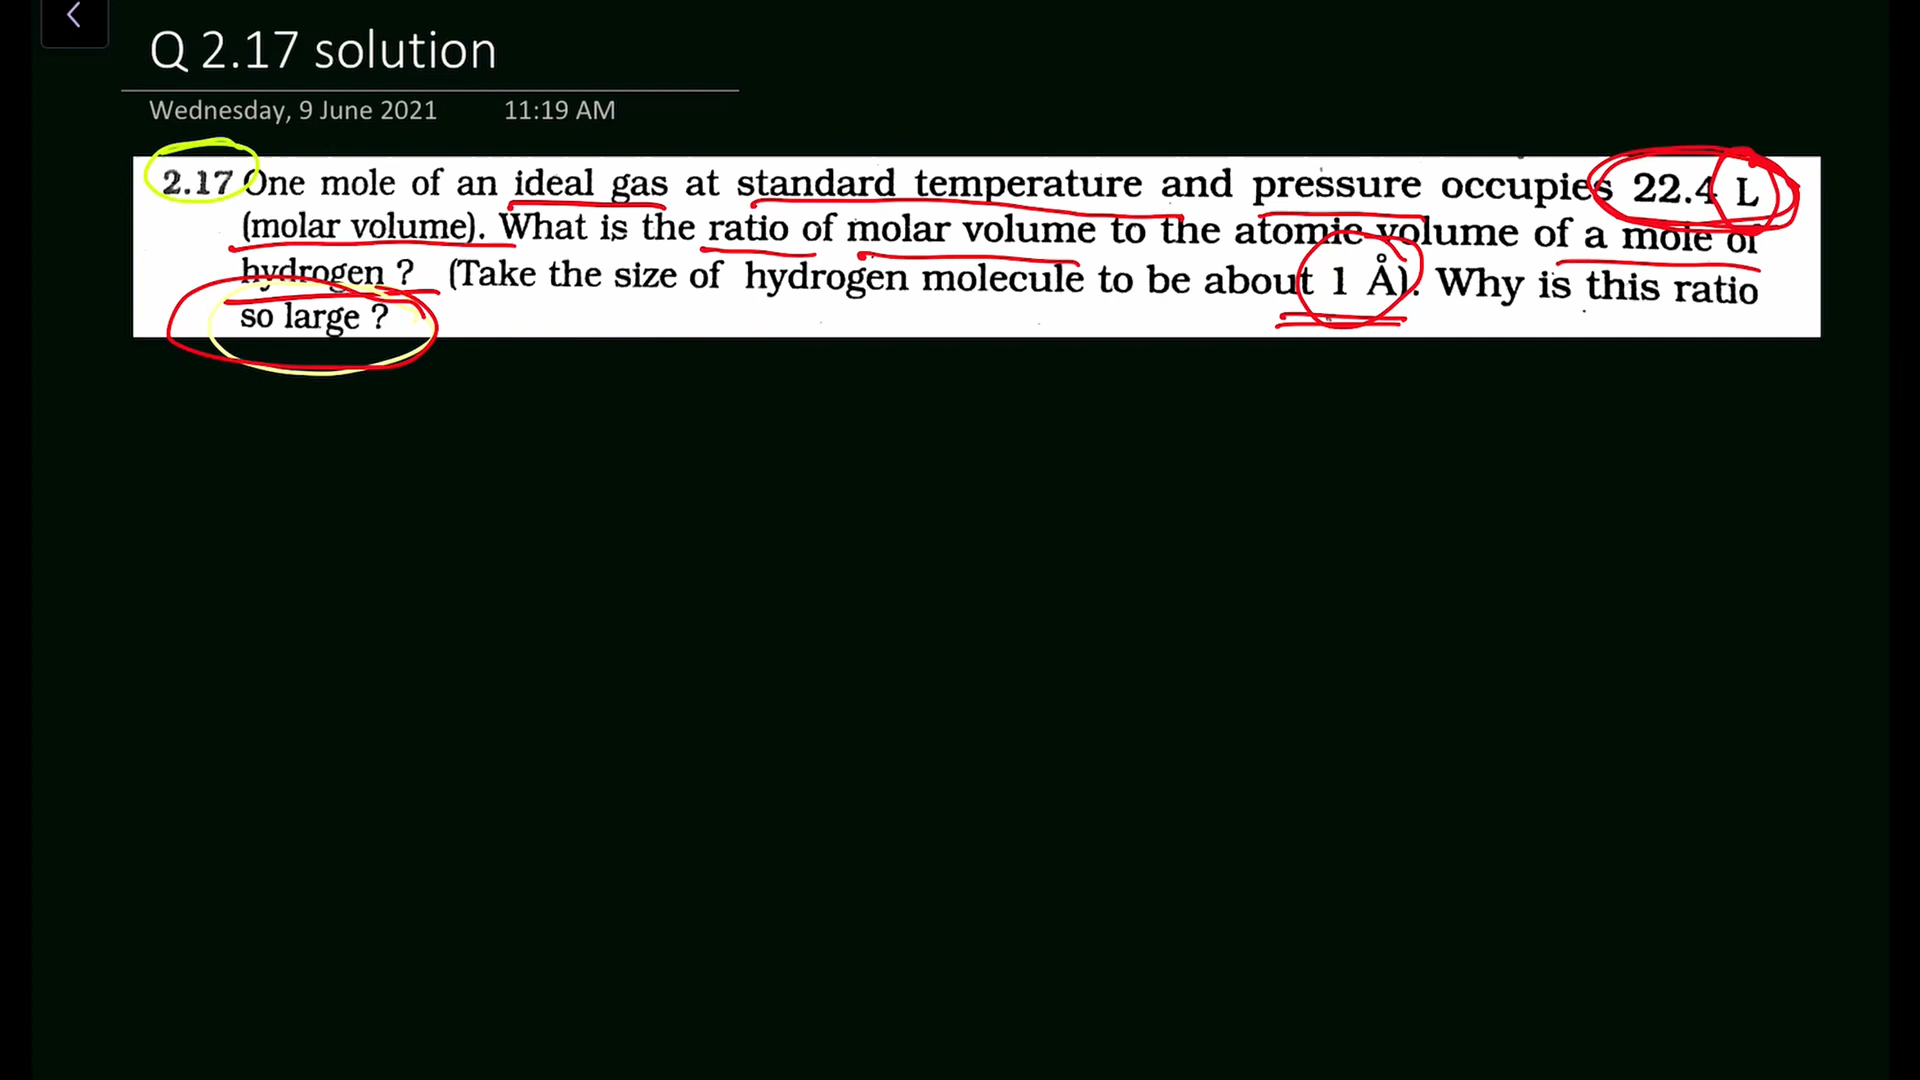 Q 2.17 solution
Wednesday, 9 June 2021 11:19 AM
2.17 One mole of an ideal gas at standard temperature and pressure occupies 22.4 L
(molar volume). What is the ratio of molar volume to the atomic volume of a mole of
hydrogen ? (Take the size of hydrogen molecule to be about 1 Å). Why is this ratio
so large ?